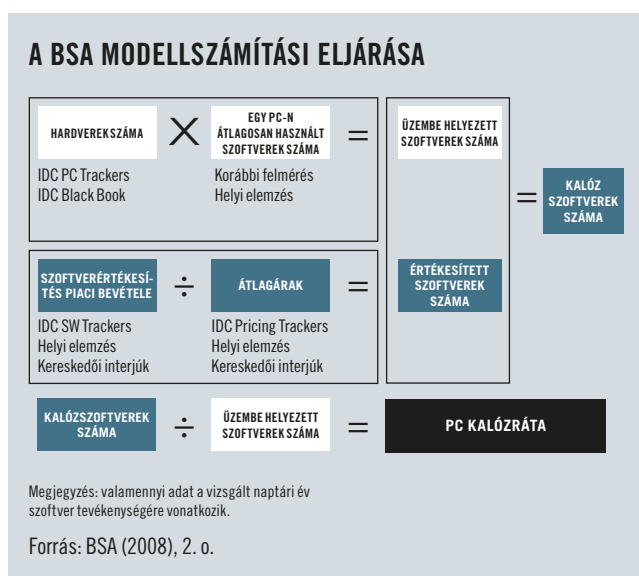 A BSA MODELLSZÁMÍTÁSI ELJÁRÁSA
HARDVEREK SZÁMA
×
EGY PC-N
ÁTLAGOSAN HASZNÁLT
SZOFTVEREK SZÁMA
=
ÜZEMBE HELYEZETT
SZOFTVEREK SZÁMA
IDC PC Trackers
IDC Black Book
Korábbi felmérés
Helyi elemzés
=
KALÓZ
SZOFTVEREK
SZÁMA
SZOFTVERÉRTÉKESÍ-
TÉS PIACI BEVÉTELE
÷
ÁTLAGÁRAK
=
ÉRTÉKESÍTETT
SZOFTVEREK
SZÁMA
IDC SW Trackers
Helyi elemzés
Kereskedői interjúk
IDC Pricing Trackers
Helyi elemzés
Kereskedői interjúk
KALÓZSZOFTVEREK
SZÁMA
÷
ÜZEMBE HELYEZETT
SZOFTVEREK SZÁMA
=
PC KALÓZRÁTA
Megjegyzés: valamennyi adat a vizsgált naptári év
szoftver tevékenységére vonatkozik.
Forrás: BSA (2008), 2. o.